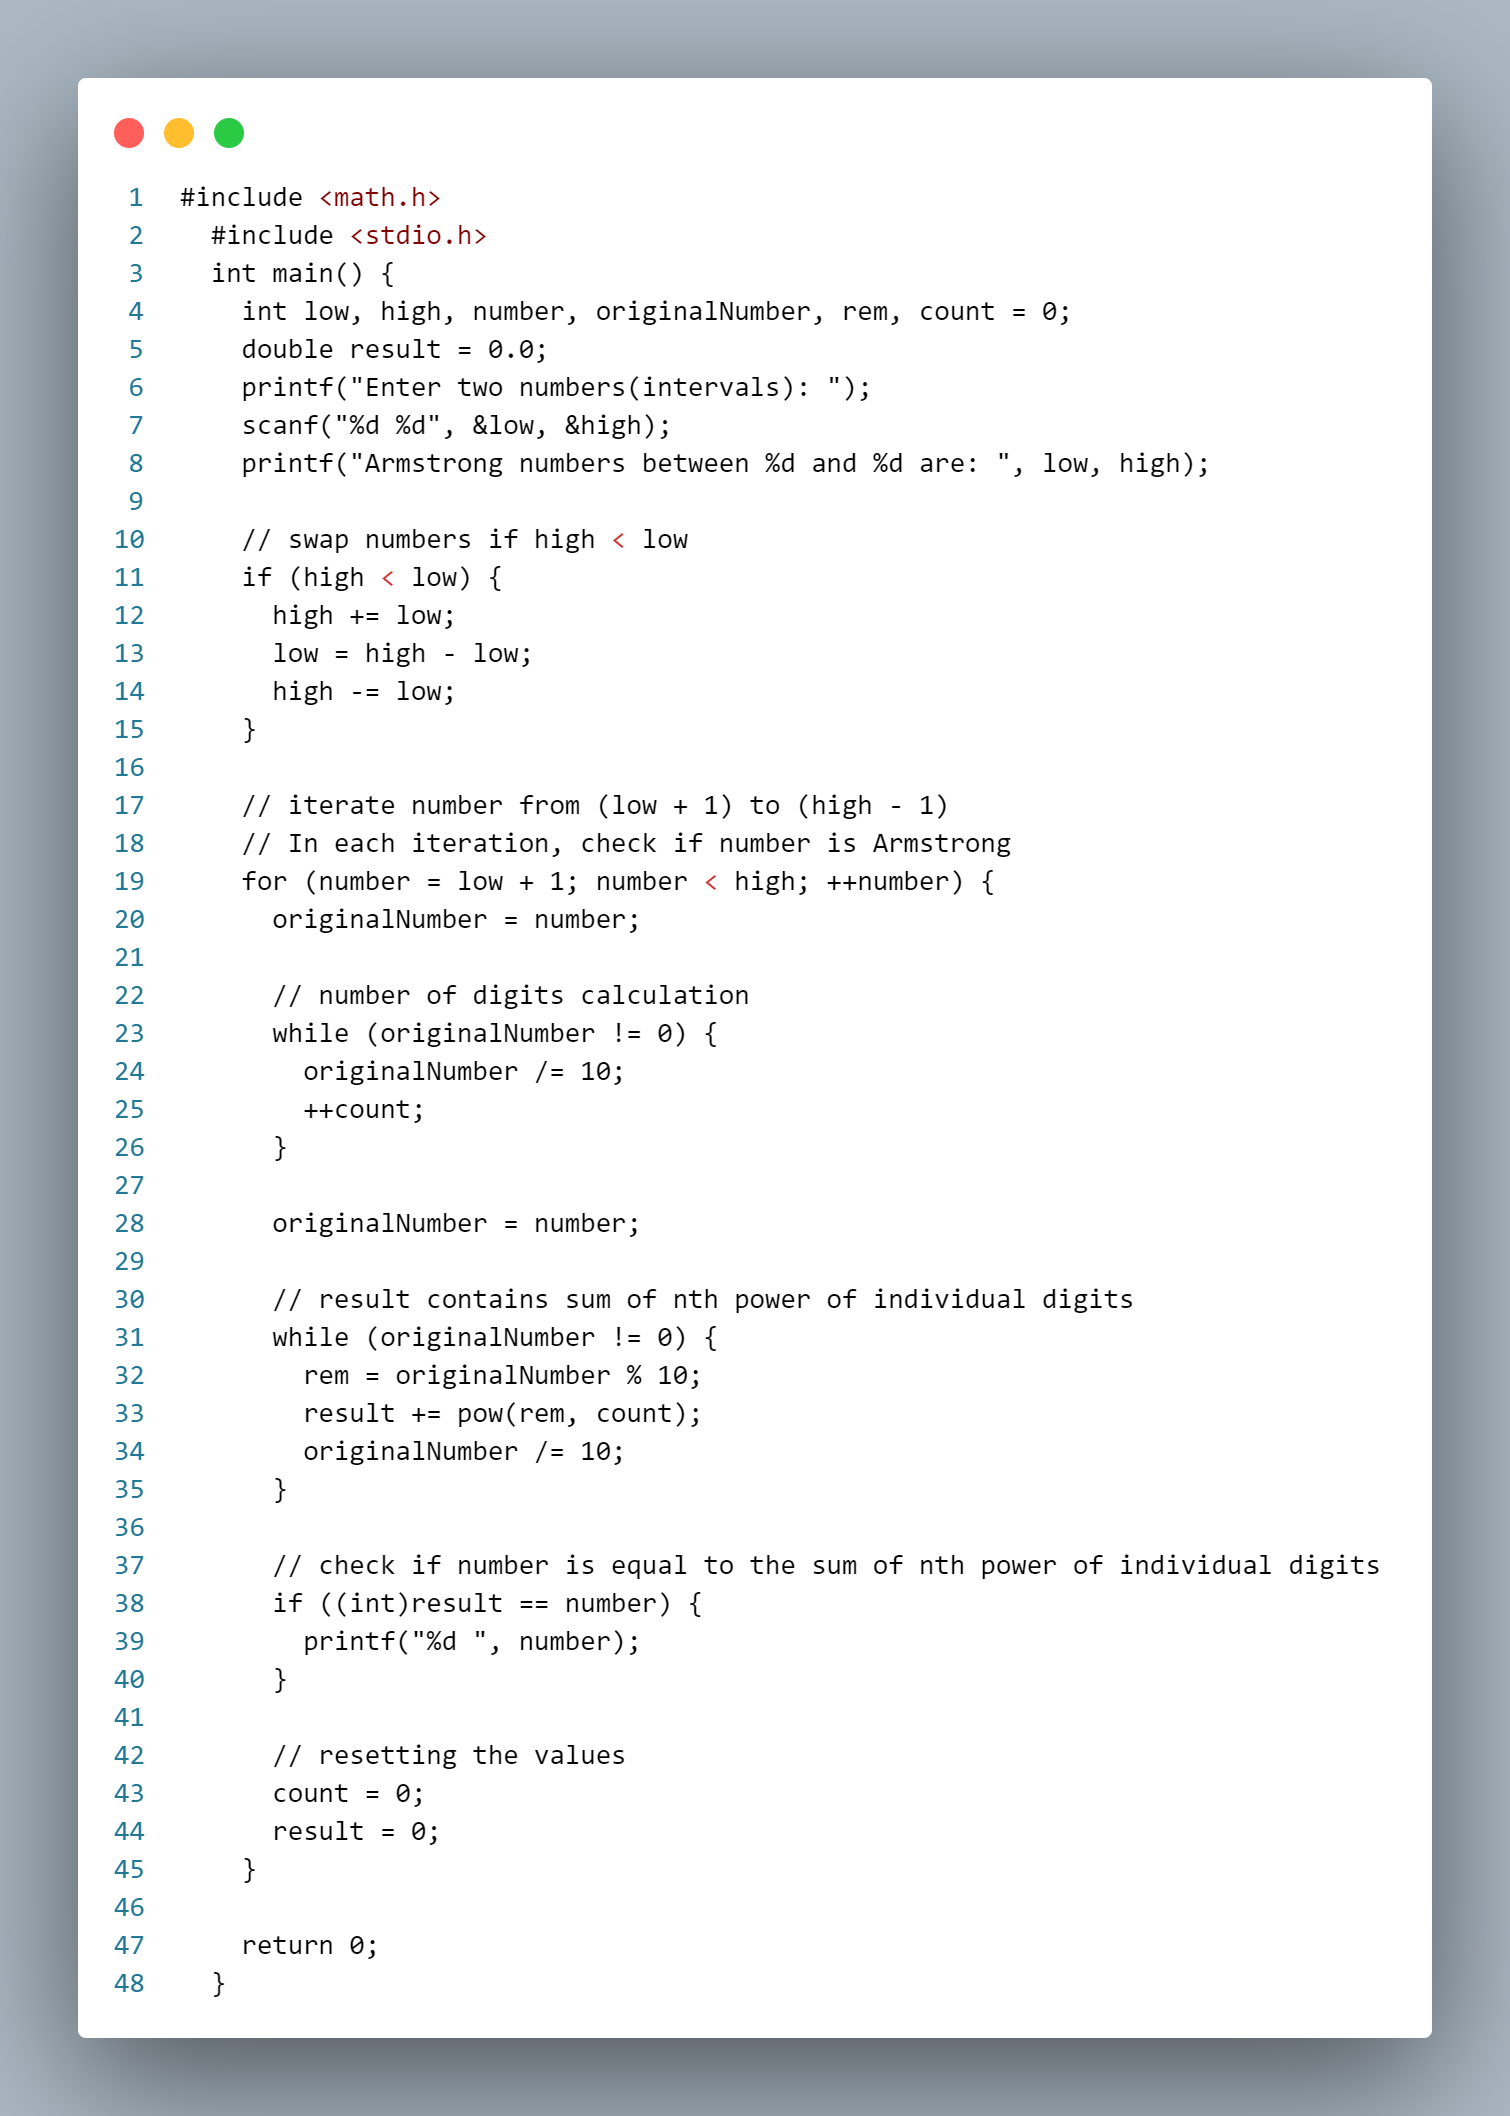 1 #include <math.h>
2   #include <stdio.h>
3   int main() {
4     int low, high, number, originalNumber, rem, count = 0;
5     double result = 0.0;
6     printf("Enter two numbers(intervals): ");
7     scanf("%d %d", &low, &high);
8     printf("Armstrong numbers between %d and %d are: ", low, high);
9
10     // swap numbers if high < low
11     if (high < low) {
12       high += low;
13       low = high - low;
14       high -= low;
15     }
16
17     // iterate number from (low + 1) to (high - 1)
18     // In each iteration, check if number is Armstrong
19     for (number = low + 1; number < high; ++number) {
20       originalNumber = number;
21
22       // number of digits calculation
23       while (originalNumber != 0) {
24         originalNumber /= 10;
25         ++count;
26       }
27
28       originalNumber = number;
29
30       // result contains sum of nth power of individual digits
31       while (originalNumber != 0) {
32         rem = originalNumber % 10;
33         result += pow(rem, count);
34         originalNumber /= 10;
35       }
36
37       // check if number is equal to the sum of nth power of individual digits
38       if ((int)result == number) {
39         printf("%d ", number);
40       }
41
42       // resetting the values
43       count = 0;
44       result = 0;
45     }
46
47     return 0;
48   }